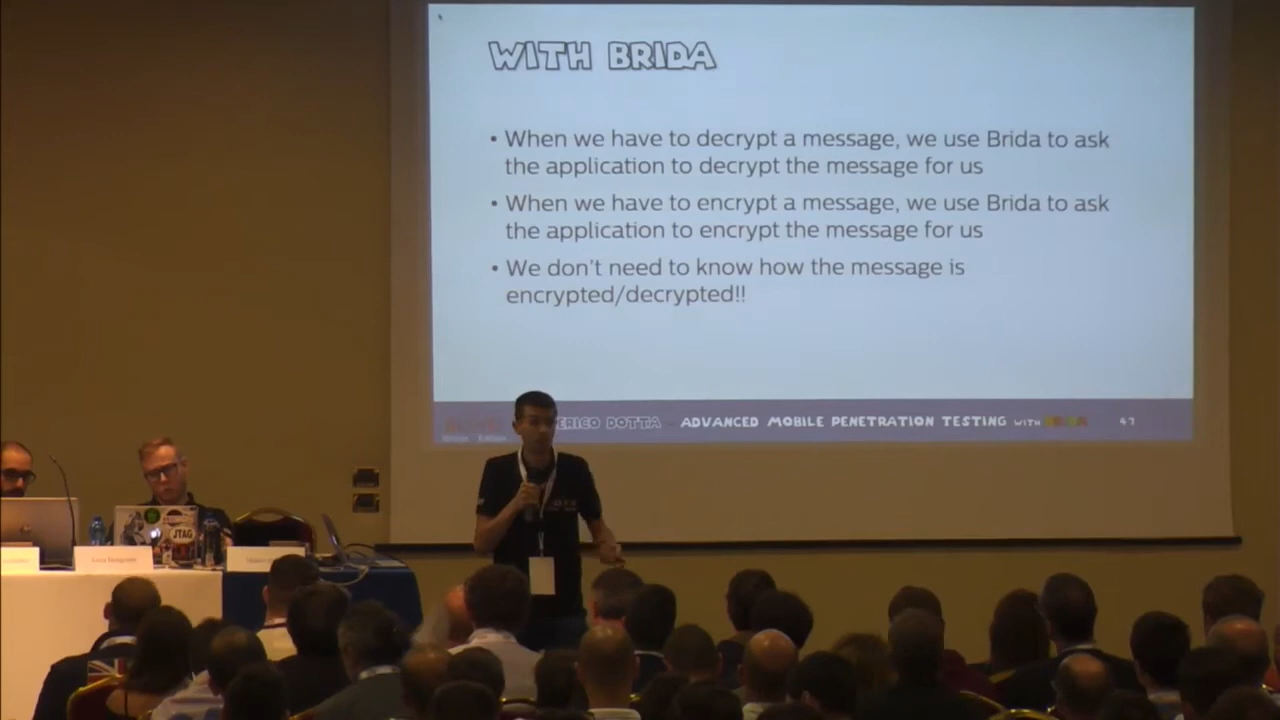 WITH BRIDA
• When we have to decrypt a message, we use Brida to ask
the application to decrypt the message for us
• When we have to encrypt a message, we use Brida to ask
the application to encrypt the message for us
• We don't need to know how the message is
encrypted/decrypted!!
ERICO DOTTA - ADVANCED MOBILE PENETRATION TESTING WITH BRIDA 47
JTAG